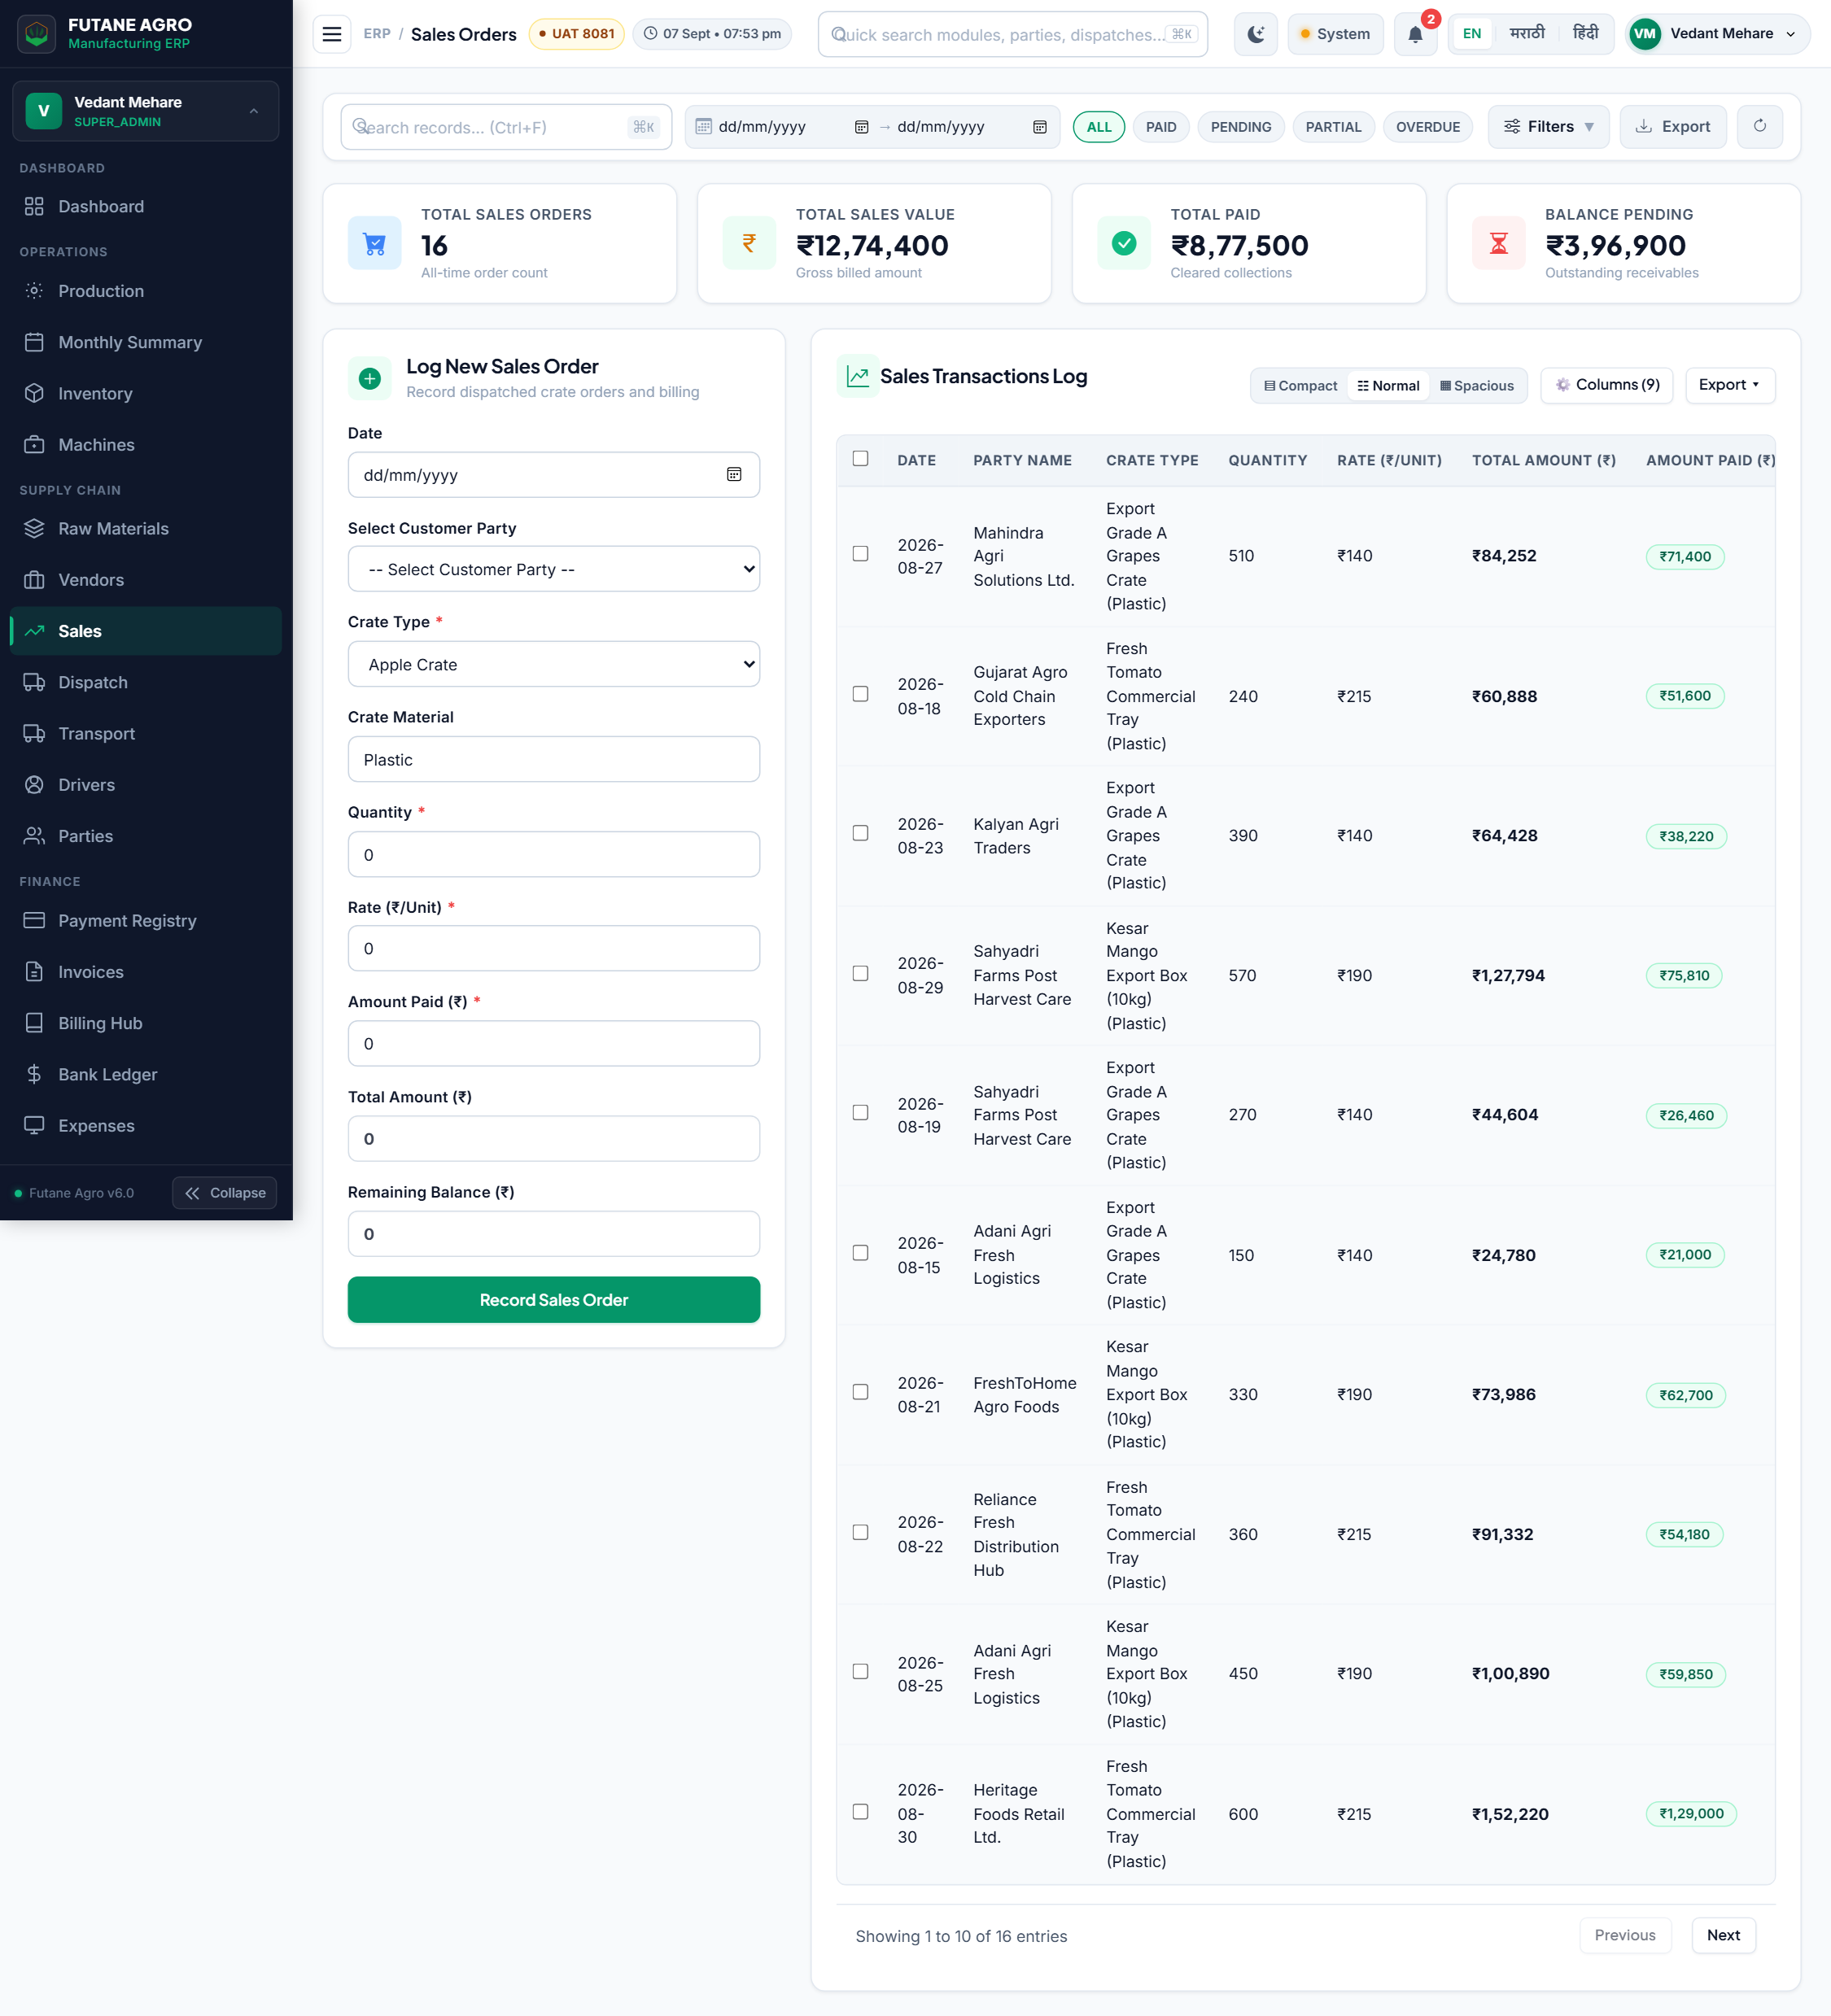 FUTANE AGRO
Manufacturing ERP
V
Vedant Mehare
SUPER_ADMIN
DASHBOARD
Dashboard
OPERATIONS
Production
Monthly Summary
Inventory
Machines
SUPPLY CHAIN
Raw Materials
Vendors
Sales
Dispatch
Transport
Drivers
Parties
FINANCE
Payment Registry
Invoices
Billing Hub
Bank Ledger
Expenses
Futane Agro v6.0
Collapse
ERP / Sales Orders
UAT 8081
07 Sept • 07:53 pm
Quick search modules, parties, dispatches... ⌘K
System
2
EN मराठी हिंदी
VM Vedant Mehare
Search records... (Ctrl+F) ⌘K
dd/mm/yyyy → dd/mm/yyyy
ALL PAID PENDING PARTIAL OVERDUE
Filters ▼
Export
TOTAL SALES ORDERS
16
All-time order count
₹
TOTAL SALES VALUE
₹12,74,400
Gross billed amount
TOTAL PAID
₹8,77,500
Cleared collections
BALANCE PENDING
₹3,96,900
Outstanding receivables
Log New Sales Order
Record dispatched crate orders and billing
Date
dd/mm/yyyy
Select Customer Party
-- Select Customer Party --
Crate Type *
Apple Crate
Crate Material
Plastic
Quantity *
0
Rate (₹/Unit) *
0
Amount Paid (₹) *
0
Total Amount (₹)
0
Remaining Balance (₹)
0
Record Sales Order
Sales Transactions Log
Compact Normal Spacious
Columns (9)
Export ▾
DATE PARTY NAME CRATE TYPE QUANTITY RATE (₹/UNIT) TOTAL AMOUNT (₹) AMOUNT PAID (₹)
2026-
08-27
Mahindra
Agri
Solutions Ltd.
Export
Grade A
Grapes
Crate
(Plastic)
510
₹140
₹84,252
₹71,400
2026-
08-18
Gujarat Agro
Cold Chain
Exporters
Fresh
Tomato
Commercial
Tray
(Plastic)
240
₹215
₹60,888
₹51,600
2026-
08-23
Kalyan Agri
Traders
Export
Grade A
Grapes
Crate
(Plastic)
390
₹140
₹64,428
₹38,220
2026-
08-29
Sahyadri
Farms Post
Harvest Care
Kesar
Mango
Export Box
(10kg)
(Plastic)
570
₹190
₹1,27,794
₹75,810
2026-
08-19
Sahyadri
Farms Post
Harvest Care
Export
Grade A
Grapes
Crate
(Plastic)
270
₹140
₹44,604
₹26,460
2026-
08-15
Adani Agri
Fresh
Logistics
Export
Grade A
Grapes
Crate
(Plastic)
150
₹140
₹24,780
₹21,000
2026-
08-21
FreshToHome
Agro Foods
Kesar
Mango
Export Box
(10kg)
(Plastic)
330
₹190
₹73,986
₹62,700
2026-
08-22
Reliance
Fresh
Distribution
Hub
Fresh
Tomato
Commercial
Tray
(Plastic)
360
₹215
₹91,332
₹54,180
2026-
08-25
Adani Agri
Fresh
Logistics
Kesar
Mango
Export Box
(10kg)
(Plastic)
450
₹190
₹1,00,890
₹59,850
2026-
08-
30
Heritage
Foods Retail
Ltd.
Fresh
Tomato
Commercial
Tray
(Plastic)
600
₹215
₹1,52,220
₹1,29,000
Showing 1 to 10 of 16 entries
Previous
Next